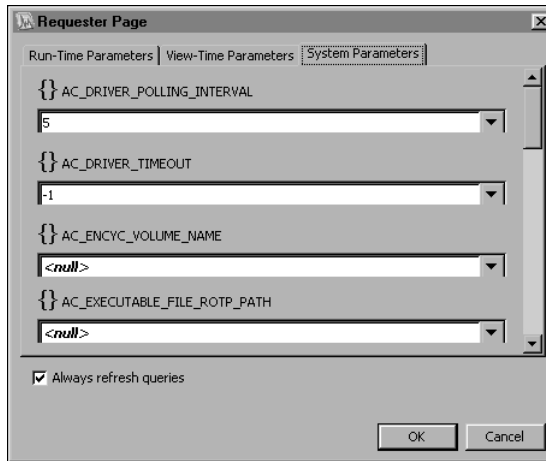 Requester Page
Run-Time Parameters View-Time Parameters System Parameters
{} AC_DRIVER_POLLING_INTERVAL
5
{} AC_DRIVER_TIMEOUT
-1
{} AC_ENCYC_VOLUME_NAME
<null>
{} AC_EXECUTABLE_FILE_ROTP_PATH
<null>
Always refresh queries
OK Cancel